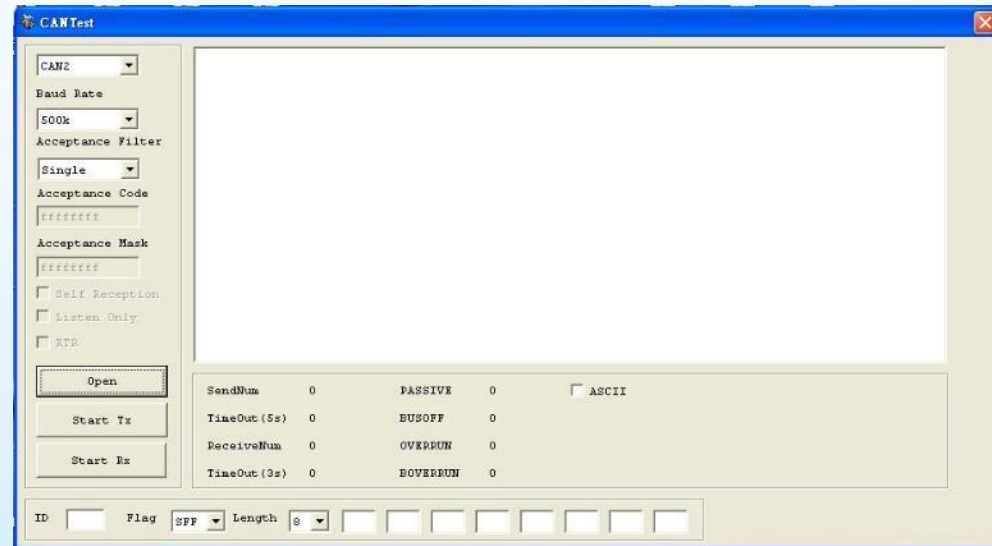 CANTest
CAN2
Baud Rate
500k
Acceptance Filter
Single
Acceptance Code
ffffffff
Acceptance Mask
ffffffff
Self Reception
Listen Only
RTR
Open
Start Tx
Start Rx
SendNum 0 PASSIVE 0 ASCII
TimeOut(5s) 0 BUSOFF 0
ReceiveNum 0 OVERRUN 0
TimeOut(3s) 0 BOVERRUN 0
ID Flag SFF Length 8